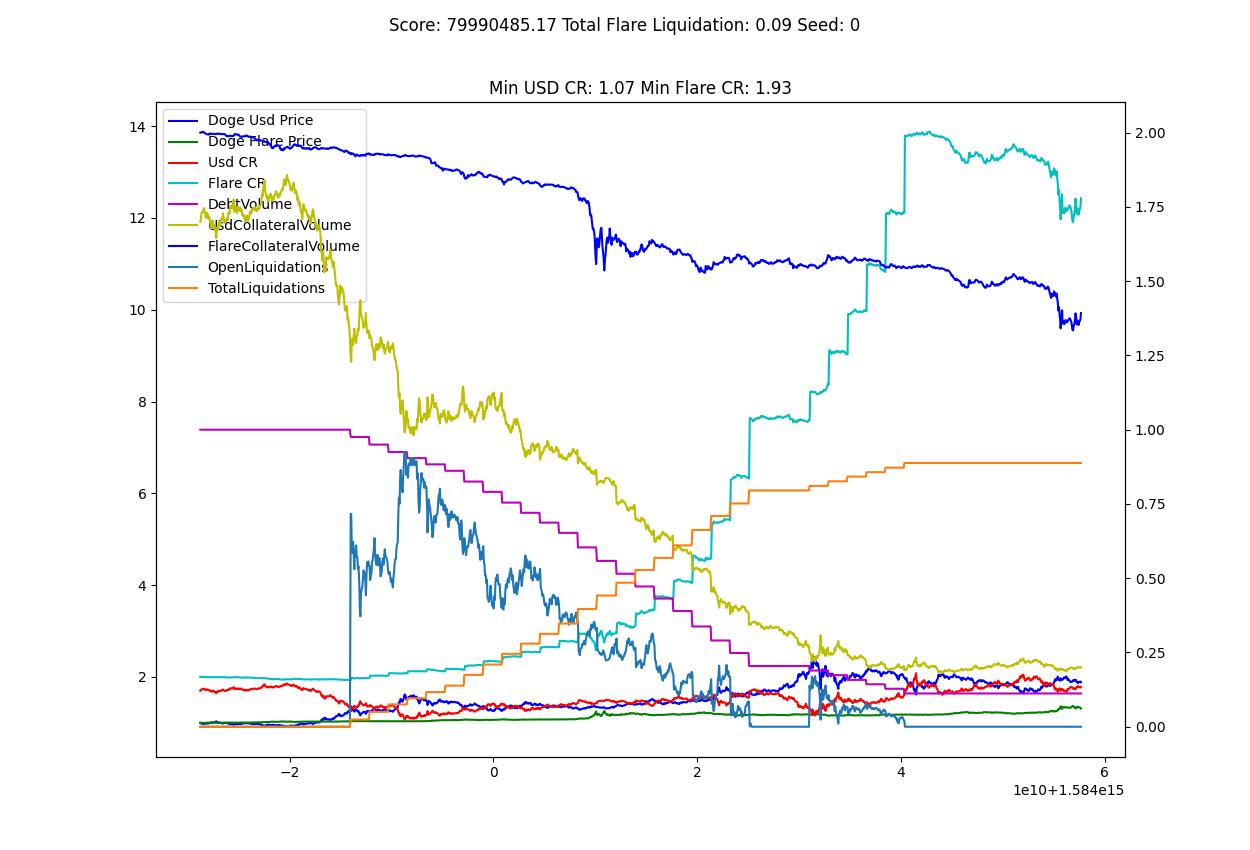 Score: 79990485.17 Total Flare Liquidation: 0.09 Seed: 0
Min USD CR: 1.07 Min Flare CR: 1.93
Doge Usd Price
Doge Flare Price
Usd CR
Flare CR
DebtVolume
UsdCollateralVolume
FlareCollateralVolume
OpenLiquidations
TotalLiquidations
14
12
10
8
6
4
2
2.00
1.75
1.50
1.25
1.00
0.75
0.50
0.25
0.00
−2
0
2
4
6
1e10+1.584e15